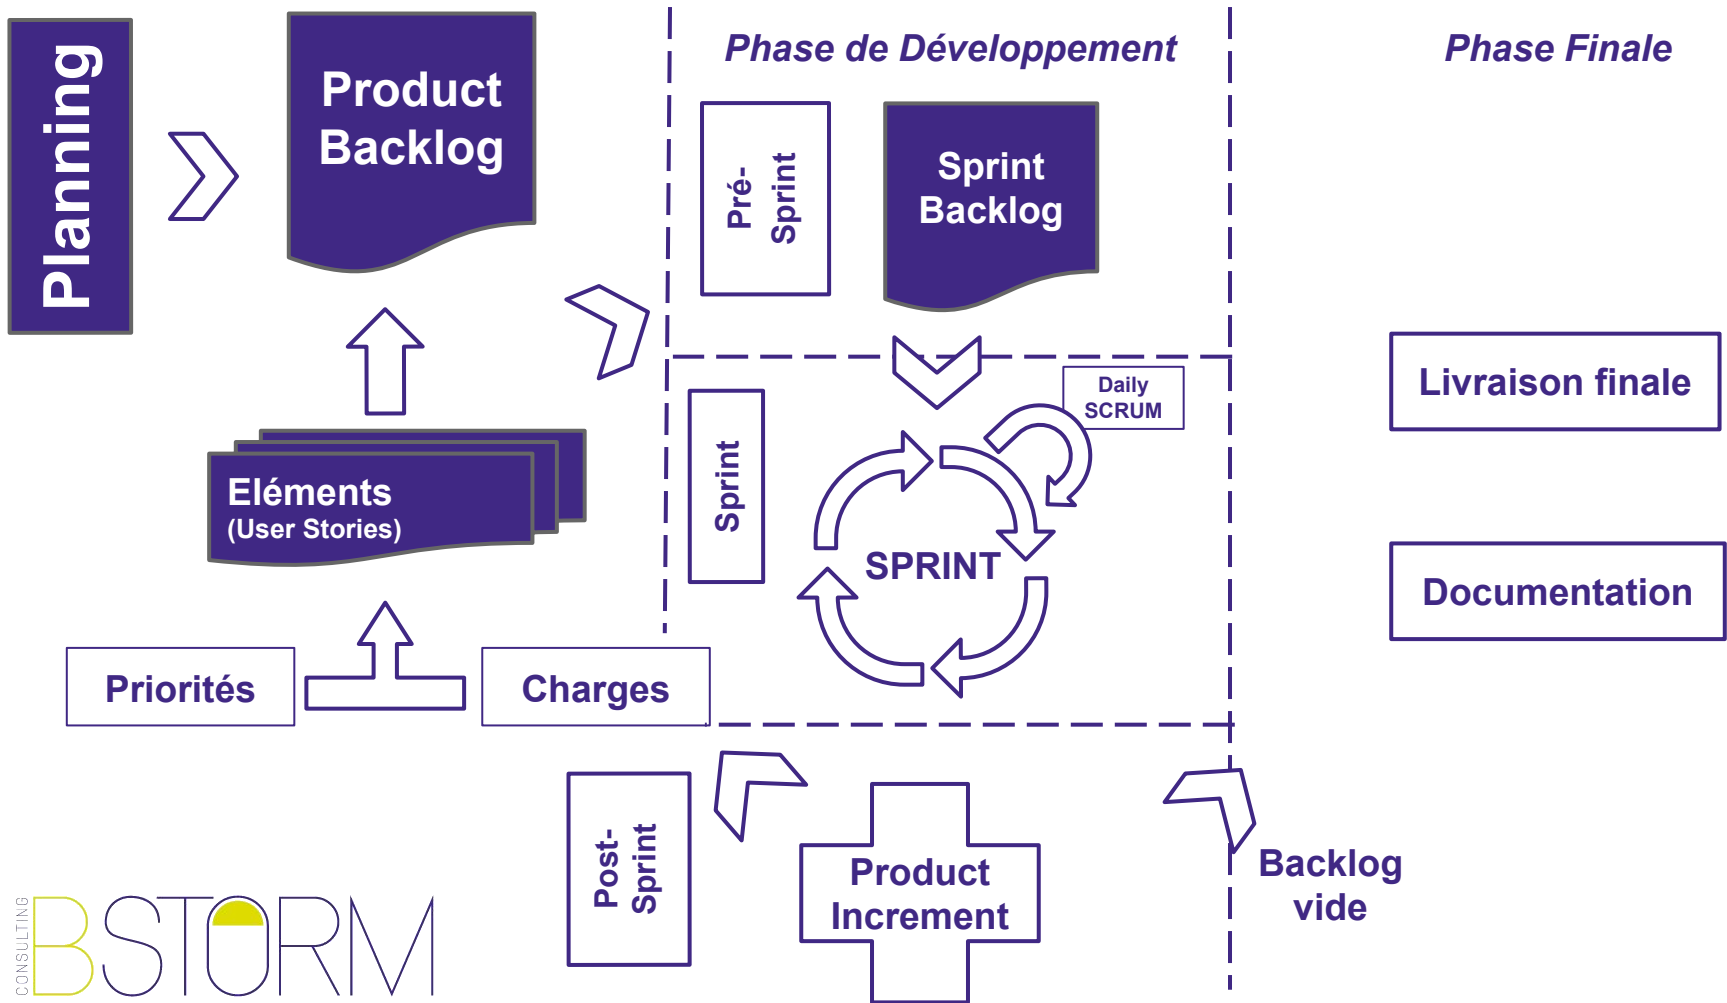 Planning
Product
Backlog
Eléments
(User Stories)
Priorités
Charges
Phase de Développement
Pré-
Sprint
Sprint
Backlog
Sprint
Daily
SCRUM
SPRINT
Post-
Sprint
Product
Increment
Phase Finale
Livraison finale
Documentation
Backlog
vide
CONSULTING
BSTORM